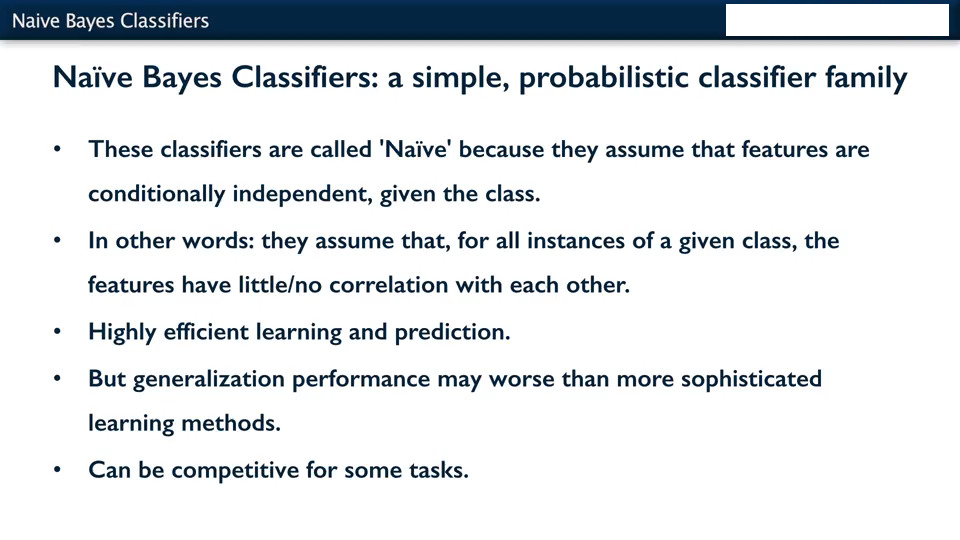 Naive Bayes Classifiers
Naïve Bayes Classifiers: a simple, probabilistic classifier family
• These classifiers are called 'Naïve' because they assume that features are
conditionally independent, given the class.
• In other words: they assume that, for all instances of a given class, the
features have little/no correlation with each other.
• Highly efficient learning and prediction.
• But generalization performance may worse than more sophisticated
learning methods.
• Can be competitive for some tasks.